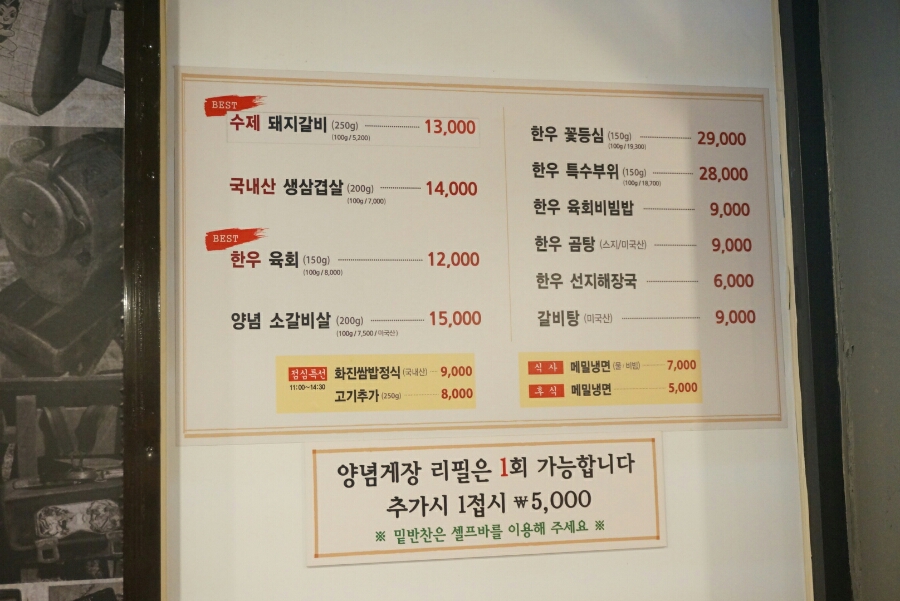 BEST
수제 돼지갈비 (250g) 13,000
(100g / 5,200)
국내산 생삼겹살 (200g) 14,000
(100g / 7,000)
BEST
한우 육회 (150g) 12,000
(100g / 8,000)
양념 소갈비살 (200g) 15,000
(100g / 7,500 / 미국산)
한우 꽃등심 (150g) 29,000
(100g / 19,300)
한우 특수부위 (150g) 28,000
(100g / 18,700)
한우 육회비빔밥 9,000
한우 곰탕 (스지/미국산) 9,000
한우 선지해장국 6,000
갈비탕 (미국산) 9,000
점심특선 화진쌈밥정식 (국내산) 9,000
11:00~14:30
고기추가 (250g) 8,000
식사 메밀냉면 (물·비빔) 7,000
후식 메밀냉면 5,000
양념게장 리필은 1회 가능합니다
추가시 1접시 ₩5,000
※ 밑반찬은 셀프바를 이용해 주세요 ※